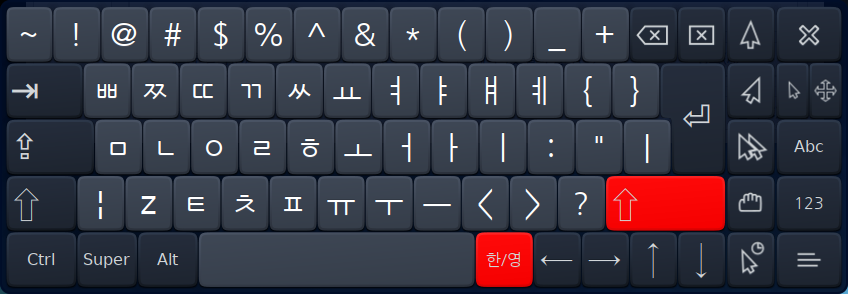 ~ ! @ # $ % ^ & * ( ) _ +
ㅃ ㅉ ㄸ ㄲ ㅆ ㅛ ㅕ ㅑ ㅒ ㅖ { }
ㅁ ㄴ ㅇ ㄹ ㅎ ㅗ ㅓ ㅏ ㅣ : " | Abc
¦ Z ㅌ ㅊ ㅍ ㅠ ㅜ ㅡ < > ? 123
Ctrl Super Alt 한/영